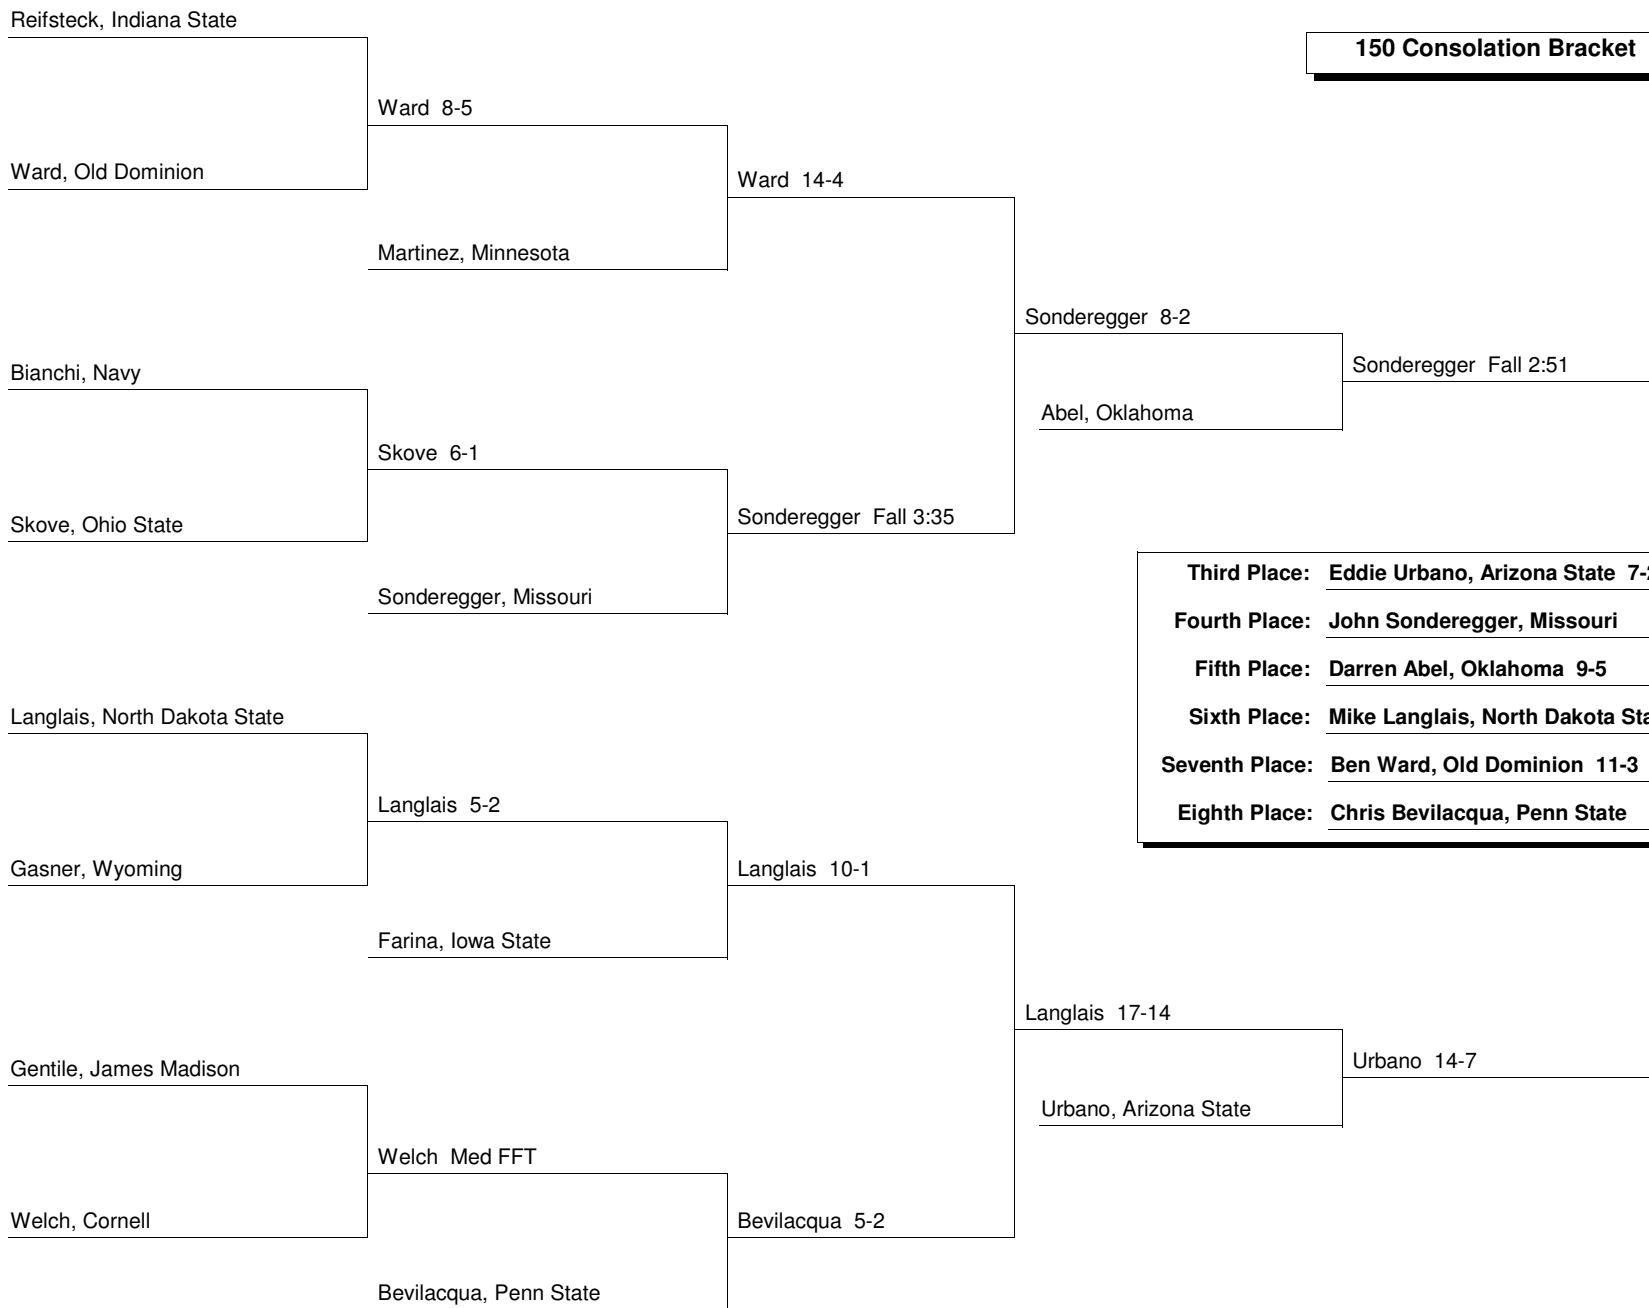 Reifsteck, Indiana State
150 Consolation Bracket
Ward 8-5
Ward, Old Dominion
Ward 14-4
Martinez, Minnesota
Sonderegger 8-2
Bianchi, Navy
Sonderegger Fall 2:51
Abel, Oklahoma
Skove 6-1
Skove, Ohio State
Sonderegger Fall 3:35
Sonderegger, Missouri
Third Place: Eddie Urbano, Arizona State
Fourth Place: John Sonderegger, Missouri
Fifth Place: Darren Abel, Oklahoma 9-5
Sixth Place: Mike Langlais, North Dakota
Seventh Place: Ben Ward, Old Dominion 11-3
Eighth Place: Chris Bevilacqua, Penn State
Langlais, North Dakota State
Langlais 5-2
Gasner, Wyoming
Langlais 10-1
Farina, Iowa State
Langlais 17-14
Gentile, James Madison
Urbano 14-7
Urbano, Arizona State
Welch Med FFT
Welch, Cornell
Bevilacqua 5-2
Bevilacqua, Penn State